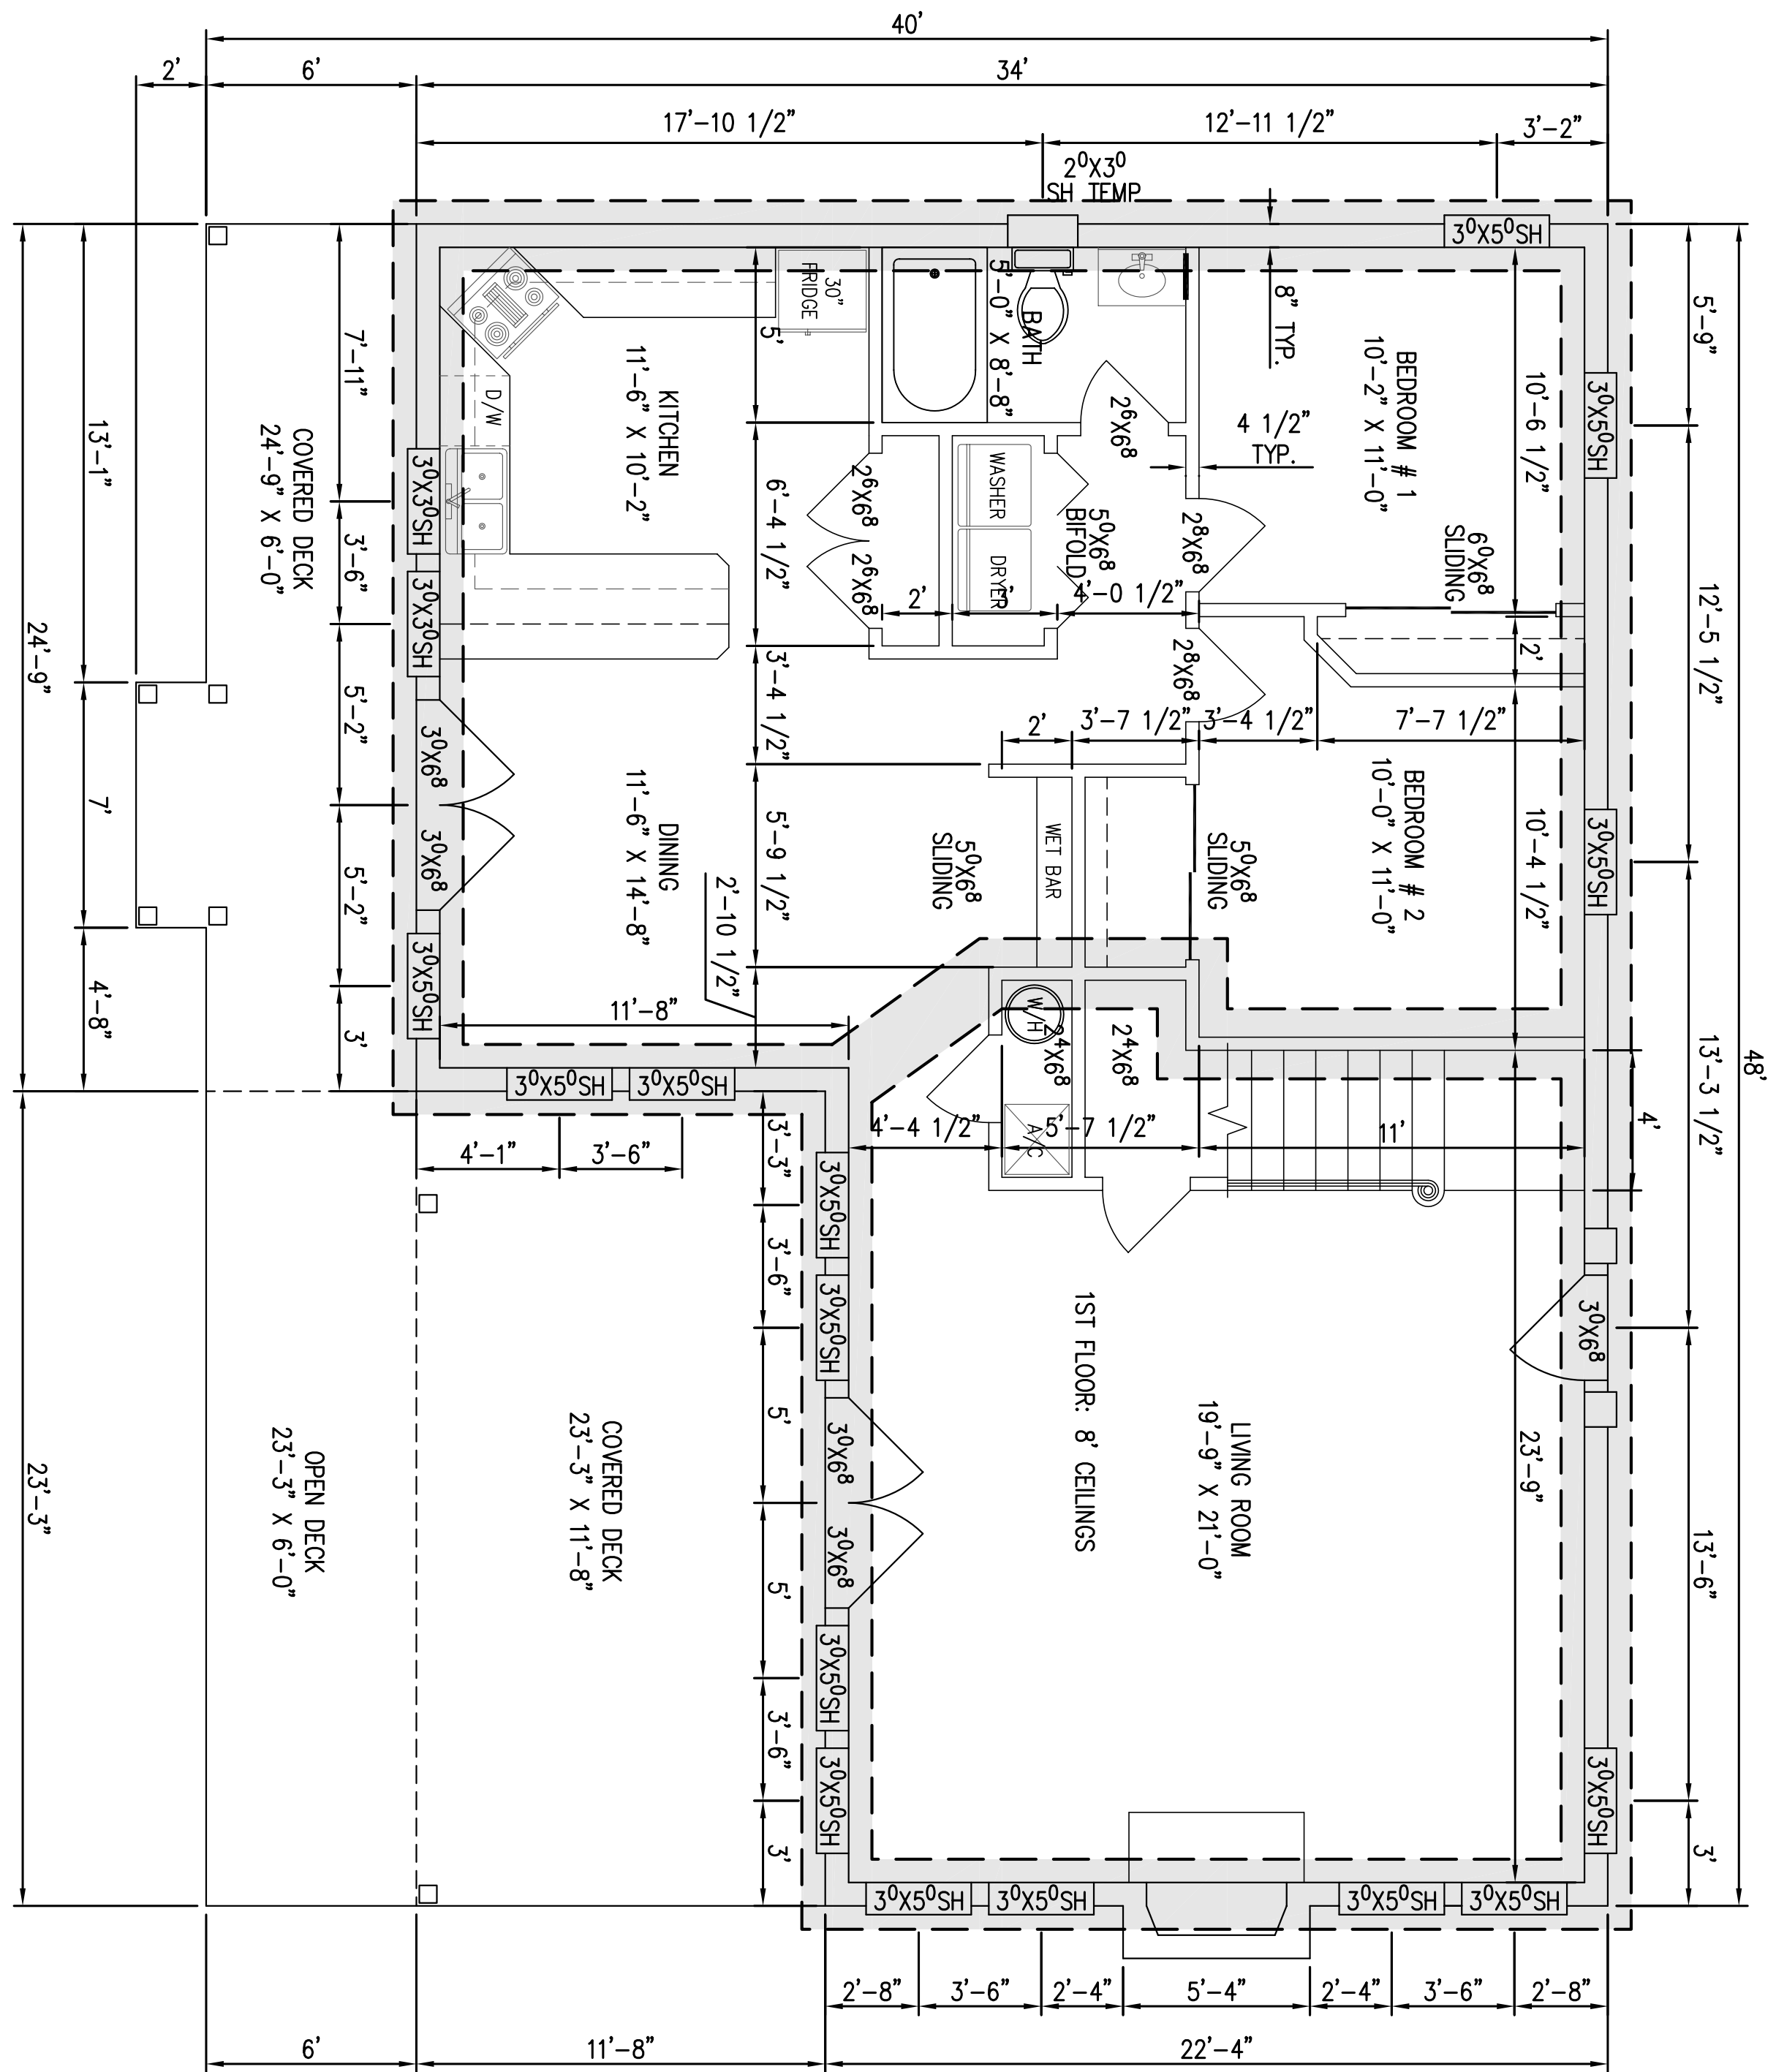 40'
2'
6'
34'
17'-10 1/2"
12'-11 1/2"
3'-2"
2⁰X3⁰
SH TEMP
3⁰X5⁰SH
48'
5'-9"
12'-5 1/2"
13'-3 1/2"
13'-6"
3'
4'
3⁰X5⁰SH
3⁰X5⁰SH
3⁰X6⁸
3⁰X5⁰SH
8" TYP.
4 1/2"
TYP.
BEDROOM # 1
10'-2" X 11'-0"
10'-6 1/2"
6⁰X6⁸
SLIDING
2'
BATH
5'-0" X 8'-8"
2⁶X6⁸
30"
FRIDGE
5'
KITCHEN
11'-6" X 10'-2"
D/W
6'-4 1/2"
2⁶X6⁸
2⁶X6⁸
WASHER
DRYER
5⁰X6⁸
BIFOLD
2⁸X6⁸
2⁸X6⁸
2'
3'
4'-0 1/2"
3'-4 1/2"
2'
3'-7 1/2"
3'-4 1/2"
7'-7 1/2"
BEDROOM # 2
10'-0" X 11'-0"
10'-4 1/2"
5⁰X6⁸
SLIDING
WET BAR
5⁰X6⁸
SLIDING
5'-9 1/2"
2'-10 1/2"
DINING
11'-6" X 14'-8"
11'-8"
W/H
2⁴X6⁸
2⁴X6⁸
A/C
4'-4 1/2"
5'-7 1/2"
11'
23'-9"
LIVING ROOM
19'-9" X 21'-0"
1ST FLOOR: 8' CEILINGS
3⁰X3⁰SH
3⁰X3⁰SH
3⁰X6⁸
3⁰X6⁸
3⁰X5⁰SH
3⁰X5⁰SH
3⁰X5⁰SH
4'-1"
3'-6"
7'-11"
3'-6"
5'-2"
5'-2"
3'
COVERED DECK
24'-9" X 6'-0"
13'-1"
7'
4'-8"
24'-9"
23'-3"
3'-3"
3'-6"
5'
5'
3'-6"
3'
3⁰X5⁰SH
3⁰X5⁰SH
3⁰X6⁸
3⁰X6⁸
3⁰X5⁰SH
3⁰X5⁰SH
COVERED DECK
23'-3" X 11'-8"
OPEN DECK
23'-3" X 6'-0"
3⁰X5⁰SH
3⁰X5⁰SH
3⁰X5⁰SH
3⁰X5⁰SH
2'-8"
3'-6"
2'-4"
5'-4"
2'-4"
3'-6"
2'-8"
6'
11'-8"
22'-4"